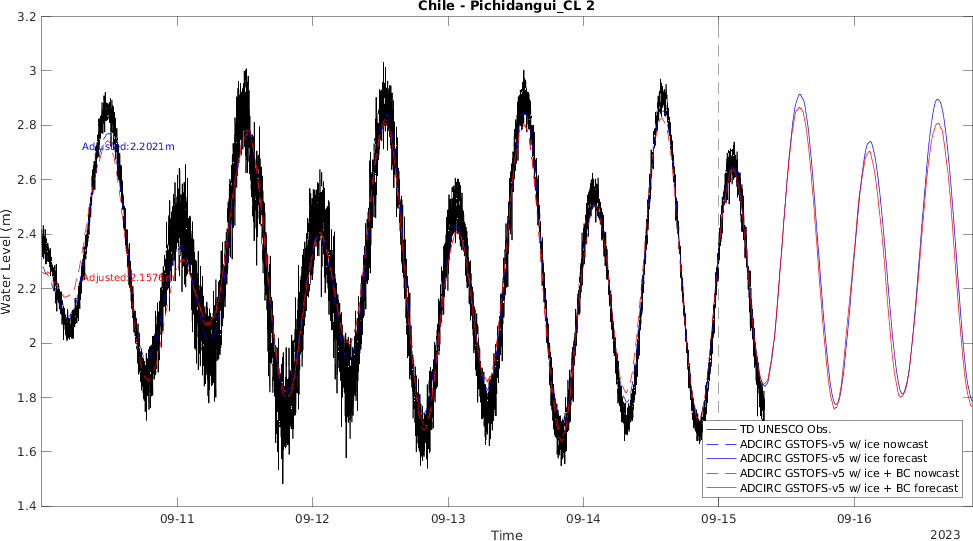 Chile - Pichidangui_CL 2
3.2
3
2.8
2.6
2.4
2.2
2
1.8
1.6
1.4
Water Level (m)
Adjusted:2.2021m
Adjusted:2.1576m
TD UNESCO Obs.
ADCIRC GSTOFS-v5 w/ ice nowcast
ADCIRC GSTOFS-v5 w/ ice forecast
ADCIRC GSTOFS-v5 w/ ice + BC nowcast
ADCIRC GSTOFS-v5 w/ ice + BC forecast
09-11 09-12 09-13 09-14 09-15 09-16
Time
2023